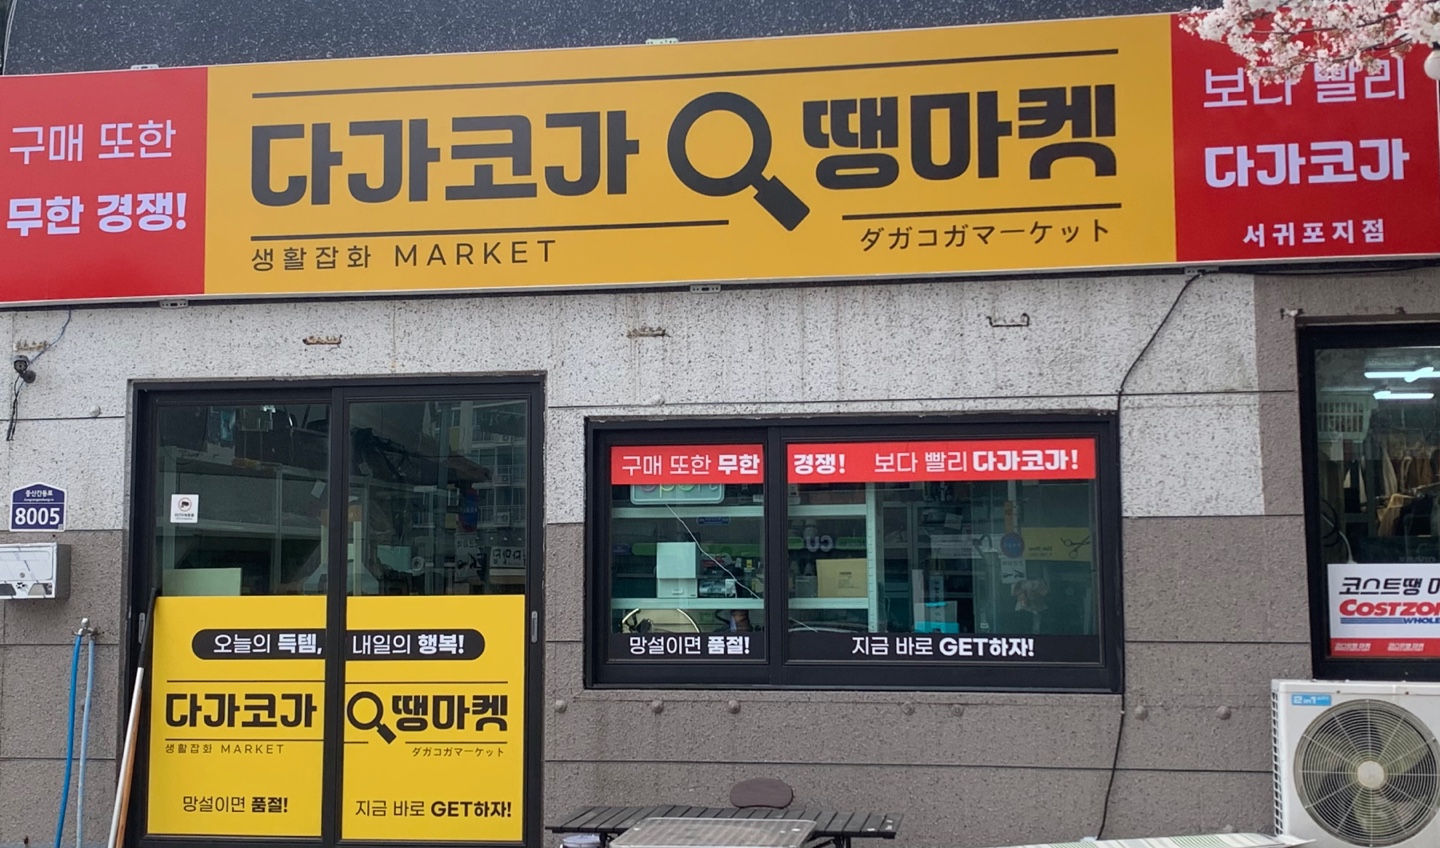 구매 또한
무한 경쟁!
다가코가 땡마켓
생활잡화 MARKET
ダガコガマーケット
보다 빨리
다가코가
서귀포지점
구매 또한 무한 경쟁! 보다 빨리 다가코가!
망설이면 품절! 지금 바로 GET하자!
8005
오늘의 득템, 내일의 행복!
다가코가 땡마켓
생활잡화 MARKET
ダガコガマーケット
망설이면 품절! 지금 바로 GET하자!
코스트땡
COSTZO
WHOLE